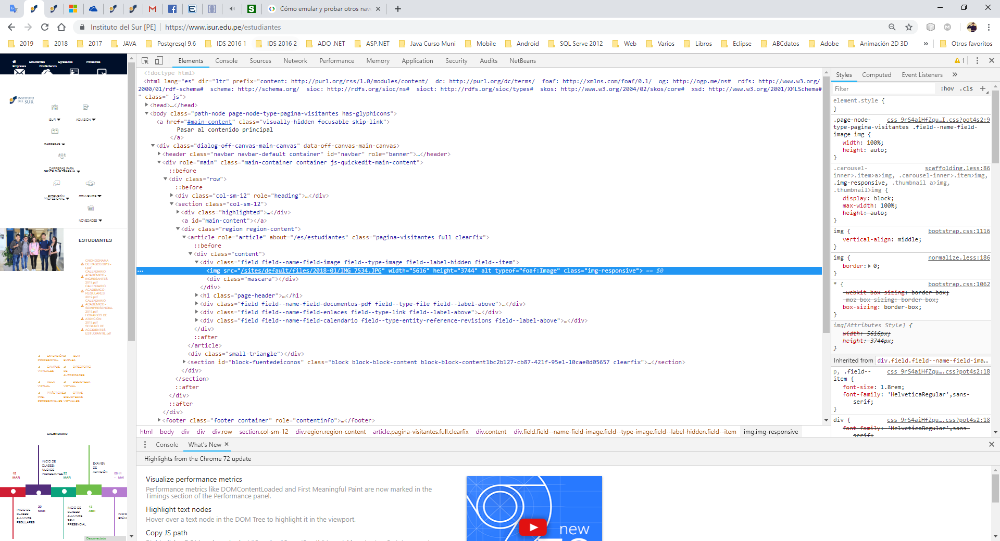 Cómo emular y probar otros nav
Instituto del Sur [PE] | https://www.isur.edu.pe/estudiantes
2019 2018 2017 JAVA Postgresql 9.6 IDS 2016 1 IDS 2016 2 ADO .NET ASP.NET Java Curso Muni Mobile Android SQL Serve 2012 Web Varios Libros Eclipse ABCdatos Adobe Animación 2D 3D » Otros favoritos
Estudiantes Egresados Profesores
Empresas Contáctenos
INSTITUTO
DEL SUR
ISUR ADMISIÓN
CARRERAS
CARRERAS PARA
GENTE QUE TRABAJA
EXTENSIÓN
PROFESIONAL
CONVENIOS
NOVEDADES
ESTUDIANTES
CRONOGRAMA
DE PAGOS 2019 -
I.pdf
CALENDARIO
ACADÉMICO -
INGRESANTES
2019.pdf
CALENDARIO
ACADÉMICO -
REGULARES
2019.pdf
CALENDARIO
ACADÉMICO -
SEMIPRESENCIAL
2019.pdf
HORARIOS DE
ATENCIÓN
2019.pdf
SEGURO DE
ACCIDENTES
ESTUDIANTIL.pdf
EXTENSIÓN
PROFESIONAL
ISUR
EMPLEA
CAMPUS
VIRTUALES
DIRECTORIO
DE
AUTORIDADES
AULA
VIRTUAL
BIBLIOTECA
VIRTUAL
PRÁCTICAS
PRE-
PROFESIONALES
OTRAS
BIBLIOTECAS
VIRTUALES
CALENDARIO
18
MAR
INICIO DE
CLASES:
NUEVOS
INGRESANTES
22
MAR
EXAMEN
DE
ADMISIÓN
08 11
- MAY
INICIO DE
CLASES:
ALUMNOS
REGULARES
20
MAR
INICIO DE
CLASES:
ALUMNOS
SEMI
PRESENCIAL
13
ABR
INICIO
EXÁM
Desconectado
Elements Console Sources Network Performance Memory Application Security Audits NetBeans 1
<!doctype html>
<html lang="es" dir="ltr" prefix="content: http://purl.org/rss/1.0/modules/content/  dc: http://purl.org/dc/terms/  foaf: http://xmlns.com/foaf/0.1/  og: http://ogp.me/ns#  rdfs: http://www.w3.org/
2000/01/rdf-schema#  schema: http://schema.org/  sioc: http://rdfs.org/sioc/ns#  sioct: http://rdfs.org/sioc/types#  skos: http://www.w3.org/2004/02/skos/core#  xsd: http://www.w3.org/2001/XMLSchema#
" class=" js">
<head>…</head>
<body class="path-node page-node-type-pagina-visitantes has-glyphicons">
<a href="#main-content" class="visually-hidden focusable skip-link">
Pasar al contenido principal
</a>
<div class="dialog-off-canvas-main-canvas" data-off-canvas-main-canvas>
<header class="navbar navbar-default container" id="navbar" role="banner">…</header>
<div role="main" class="main-container container js-quickedit-main-content">
::before
<div class="row">
::before
<div class="col-sm-12" role="heading">…</div>
<section class="col-sm-12">
<div class="highlighted">…</div>
<a id="main-content"></a>
<div class="region region-content">
<article role="article" about="/es/estudiantes" class="pagina-visitantes full clearfix">
::before
<div class="content">
<div class="field field--name-field-image field--type-image field--label-hidden field--item">
… <img src="/sites/default/files/2018-01/IMG_7534.JPG" width="5616" height="3744" alt typeof="foaf:Image" class="img-responsive"> == $0
<div class="mascara"></div>
</div>
<h1 class="page-header">…</h1>
<div class="field field--name-field-documentos-pdf field--type-file field--label-above">…</div>
<div class="field field--name-field-enlaces field--type-link field--label-above">…</div>
<div class="field field--name-field-calendario field--type-entity-reference-revisions field--label-above">…</div>
</div>
::after
</article>
<div class="small-triangle"></div>
<section id="block-fuentedeiconos" class="block block-block-content block-block-content1bc2b127-cb87-421f-95e1-10cae0d05657 clearfix">…</section>
</div>
</section>
::after
</div>
::after
</div>
<footer class="footer container" role="contentinfo">…</footer>
html body div div div.row section.col-sm-12 div.region.region-content article.pagina-visitantes.full.clearfix div.content div.field.field--name-field-image.field--type-image.field--label-hidden.field--item img.img-responsive
Styles Computed Event Listeners »
Filter :hov .cls +
element.style {
}
.page-node- css_9rS4aiHfZqu…I.css?pot4s2:9
type-pagina-visitantes .field--name-field-
image img {
width: 100%;
height: auto;
}
.carousel- scaffolding.less:86
inner>.item>a>img, .carousel-inner>.item>img,
.img-responsive, .thumbnail a>img,
.thumbnail>img {
display: block;
max-width: 100%;
height: auto;
}
img { bootstrap.css:1116
vertical-align: middle;
}
img { normalize.less:186
border: 0;
}
* { bootstrap.css:1062
-webkit-box-sizing: border-box;
-moz-box-sizing: border-box;
box-sizing: border-box;
}
img[Attributes Style] {
width: 5616px;
height: 3744px;
}
Inherited from div.field.field--name-field-ima…
p, .field-- css_9rS4aiHfZqu….css?pot4s2:18
item {
font-size: 1.8rem;
font-family: 'HelveticaRegular',sans-
serif;
}
div { css_9rS4aiHfZqu….css?pot4s2:18
font-family: 'HelveticaRegular',sans-
serif;
Console What's New ×
Highlights from the Chrome 72 update
Visualize performance metrics
Performance metrics like DOMContentLoaded and First Meaningful Paint are now marked in the
Timings section of the Performance panel.
Highlight text nodes
Hover over a text node in the DOM Tree to highlight it in the viewport.
Copy JS path
new